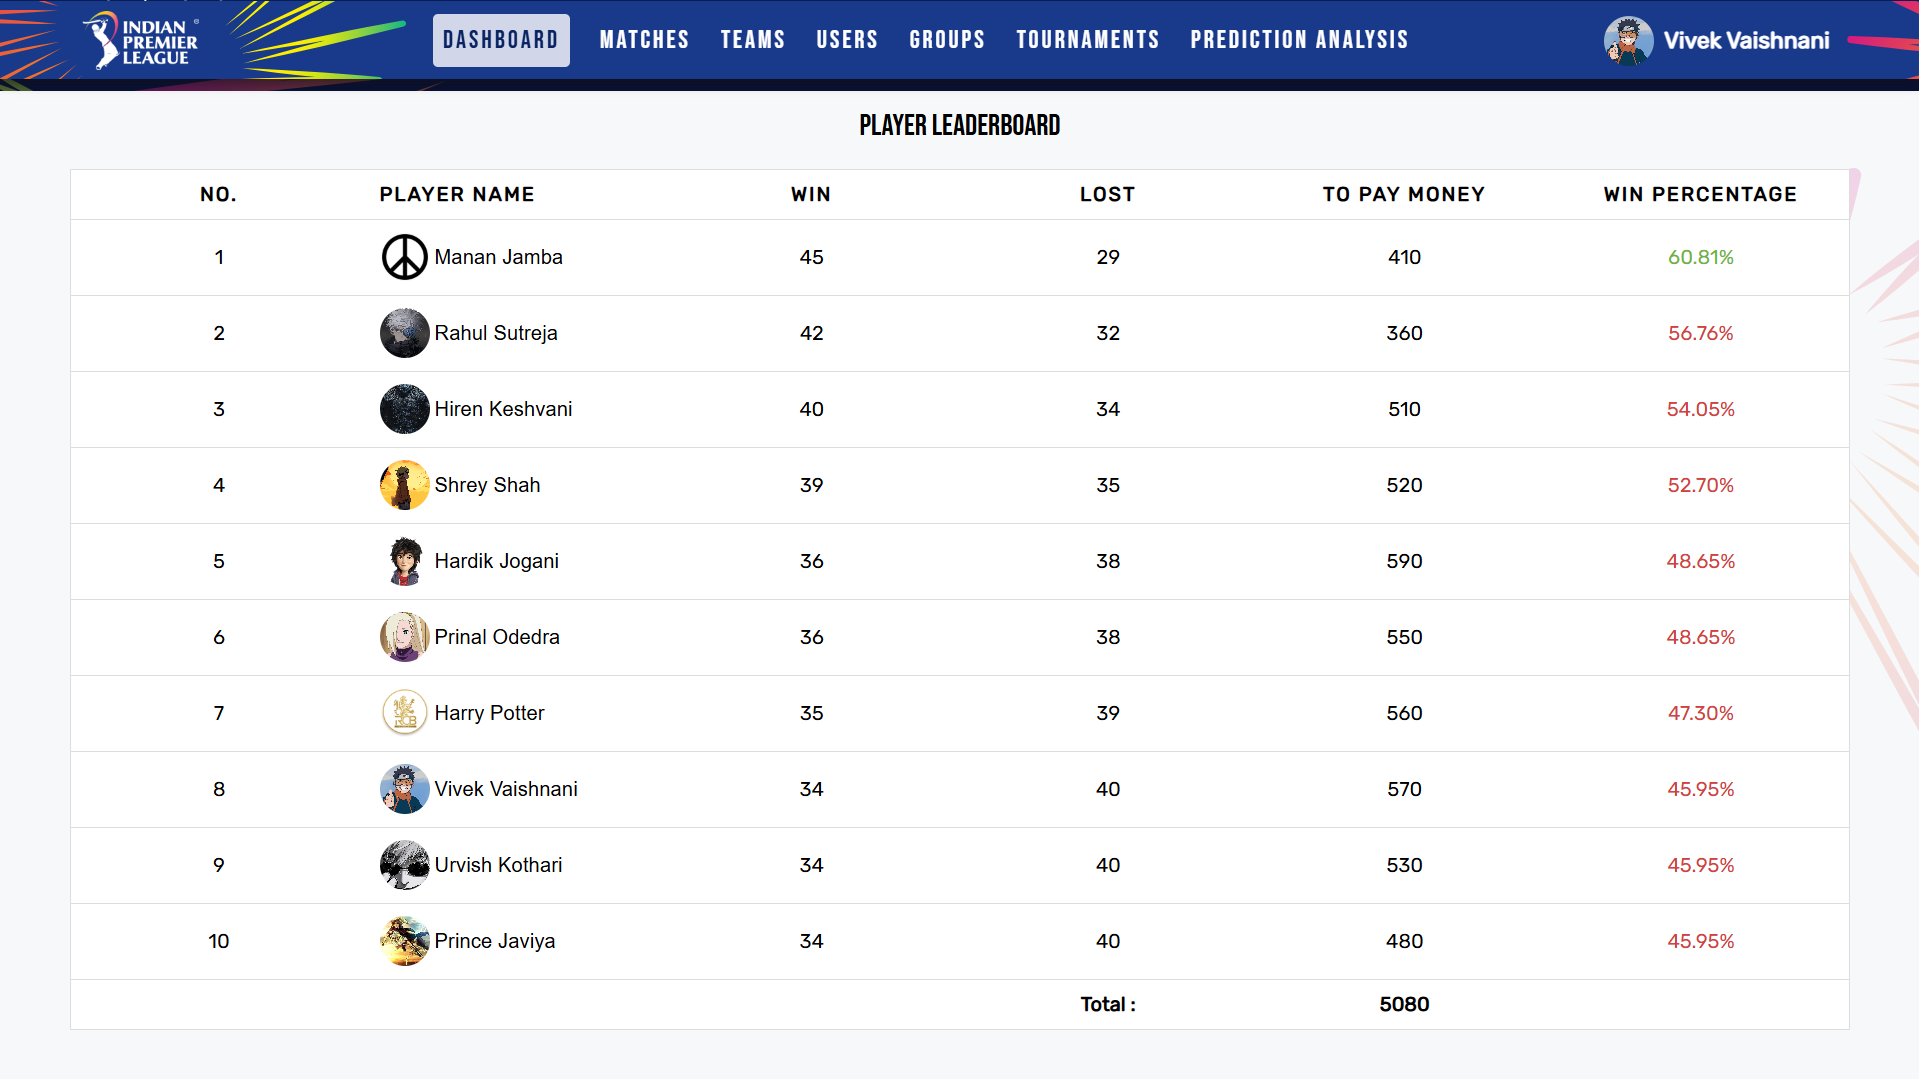 INDIAN
PREMIER
LEAGUE
®
DASHBOARD MATCHES TEAMS USERS GROUPS TOURNAMENTS PREDICTION ANALYSIS Vivek Vaishnani
PLAYER LEADERBOARD
NO. PLAYER NAME WIN LOST TO PAY MONEY WIN PERCENTAGE
1 Manan Jamba 45 29 410 60.81%
2 Rahul Sutreja 42 32 360 56.76%
3 Hiren Keshvani 40 34 510 54.05%
4 Shrey Shah 39 35 520 52.70%
5 Hardik Jogani 36 38 590 48.65%
6 Prinal Odedra 36 38 550 48.65%
7 RCB Harry Potter 35 39 560 47.30%
8 Vivek Vaishnani 34 40 570 45.95%
9 Urvish Kothari 34 40 530 45.95%
10 Prince Javiya 34 40 480 45.95%
Total : 5080